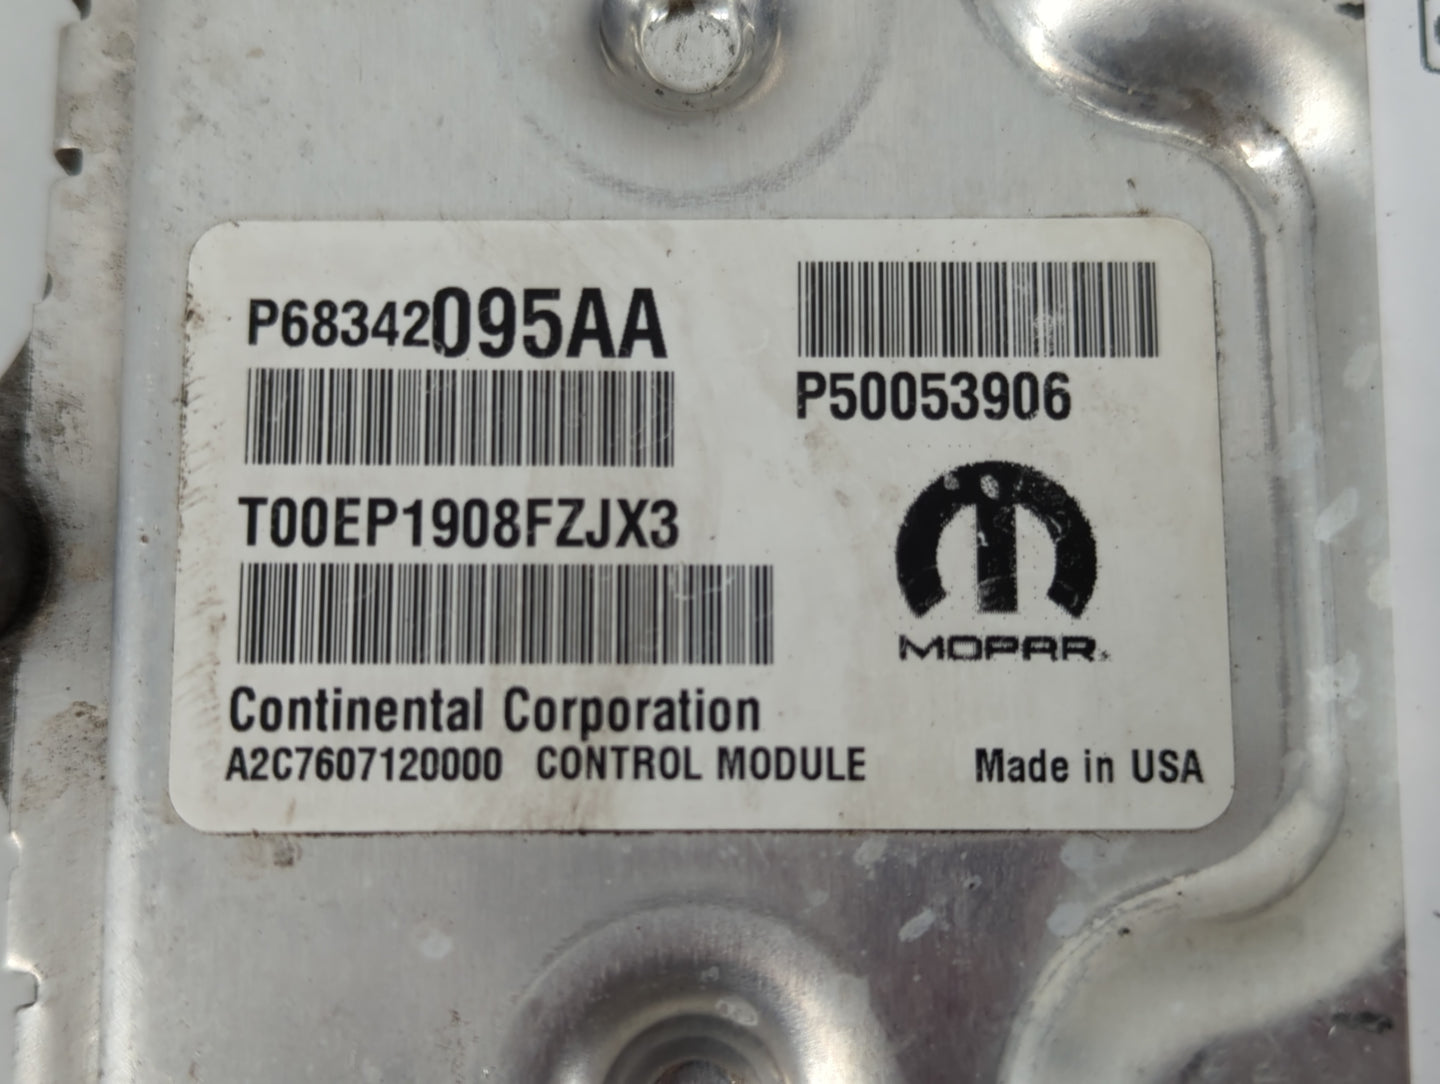 P68342095AA
P50053906
T00EP1908FZJX3
MOPAR
Continental Corporation
A2C7607120000 CONTROL MODULE
Made in USA